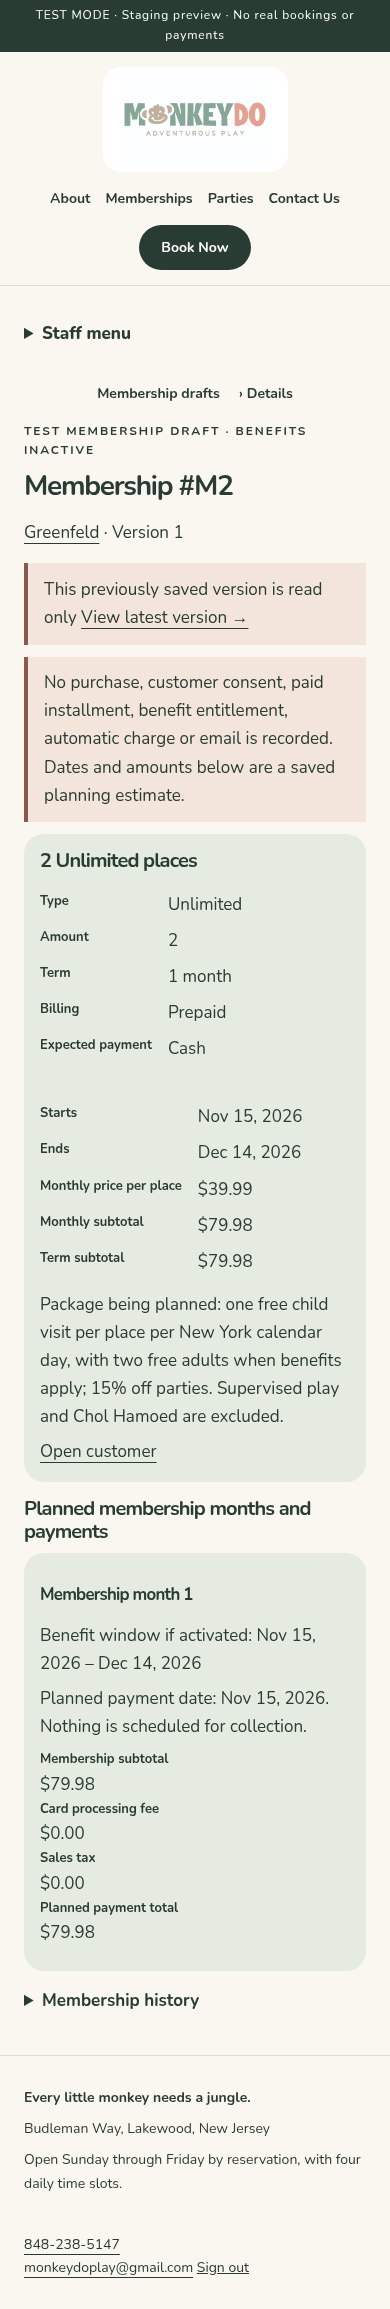 TEST MODE · Staging preview · No real bookings or
payments
MONKEYDO
ADVENTUROUS PLAY
About Memberships Parties Contact Us
Book Now
▶ Staff menu
Membership drafts › Details
TEST MEMBERSHIP DRAFT · BENEFITS
INACTIVE
Membership #M2
Greenfeld · Version 1
This previously saved version is read
only View latest version →
No purchase, customer consent, paid
installment, benefit entitlement,
automatic charge or email is recorded.
Dates and amounts below are a saved
planning estimate.
2 Unlimited places
Type Unlimited
Amount 2
Term 1 month
Billing Prepaid
Expected payment Cash
Starts Nov 15, 2026
Ends Dec 14, 2026
Monthly price per place $39.99
Monthly subtotal $79.98
Term subtotal $79.98
Package being planned: one free child
visit per place per New York calendar
day, with two free adults when benefits
apply; 15% off parties. Supervised play
and Chol Hamoed are excluded.
Open customer
Planned membership months and
payments
Membership month 1
Benefit window if activated: Nov 15,
2026 – Dec 14, 2026
Planned payment date: Nov 15, 2026.
Nothing is scheduled for collection.
Membership subtotal
$79.98
Card processing fee
$0.00
Sales tax
$0.00
Planned payment total
$79.98
▶ Membership history
Every little monkey needs a jungle.
Budleman Way, Lakewood, New Jersey
Open Sunday through Friday by reservation, with four
daily time slots.
848-238-5147
monkeydoplay@gmail.com Sign out